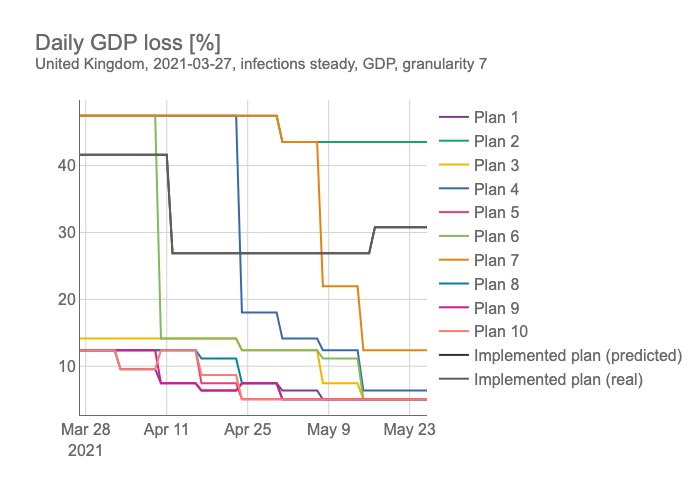 Daily GDP loss [%]
United Kingdom, 2021-03-27, infections steady, GDP, granularity 7
40
30
20
10
Mar 28
2021
Apr 11
Apr 25
May 9
May 23
Plan 1
Plan 2
Plan 3
Plan 4
Plan 5
Plan 6
Plan 7
Plan 8
Plan 9
Plan 10
Implemented plan (predicted)
Implemented plan (real)